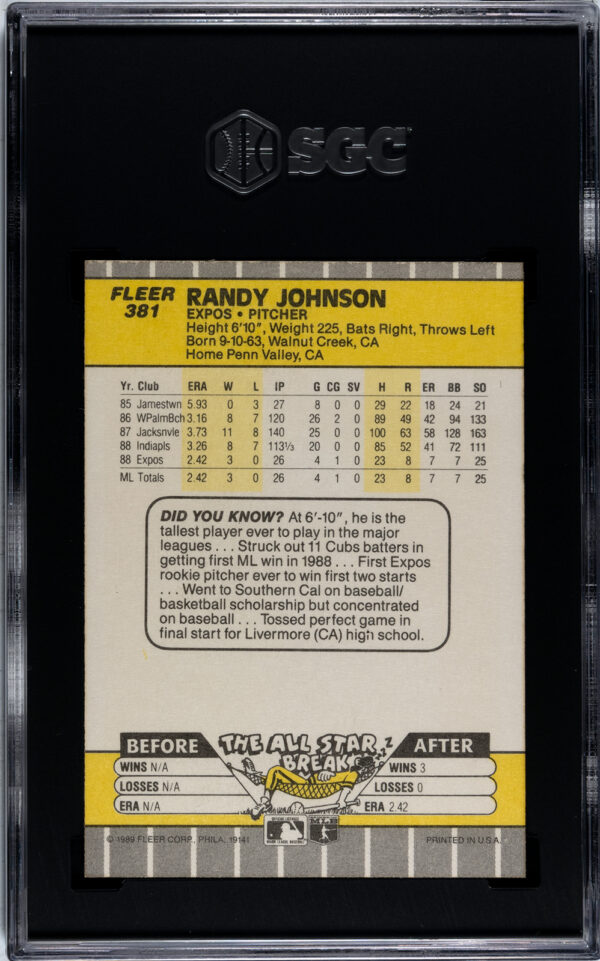 SGC
FLEER
381
RANDY JOHNSON
EXPOS • PITCHER
Height 6'10", Weight 225, Bats Right, Throws Left
Born 9-10-63, Walnut Creek, CA
Home Penn Valley, CA
Yr. Club ERA W L IP G CG SV H R ER BB SO
85 Jamestwn 5.93 0 3 27 8 0 0 29 22 18 24 21
86 WPalmBch 3.16 8 7 120 26 2 0 89 49 42 94 133
87 Jacksnvle 3.73 11 8 140 25 0 0 100 63 58 128 163
88 Indiapls 3.26 8 7 113⅓ 20 0 0 85 52 41 72 111
88 Expos 2.42 3 0 26 4 1 0 23 8 7 7 25
ML Totals 2.42 3 0 26 4 1 0 23 8 7 7 25
DID YOU KNOW? At 6'-10", he is the
tallest player ever to play in the major
leagues . . . Struck out 11 Cubs batters in
getting first ML win in 1988 . . . First Expos
rookie pitcher ever to win first two starts
. . . Went to Southern Cal on baseball/
basketball scholarship but concentrated
on baseball . . . Tossed perfect game in
final start for Livermore (CA) high school.
BEFORE THE ALL STAR BREAK AFTER
WINS N/A WINS 3
LOSSES N/A LOSSES 0
ERA N/A ERA 2.42
© 1989 FLEER CORP., PHILA. 19141 MLB PRINTED IN U.S.A.